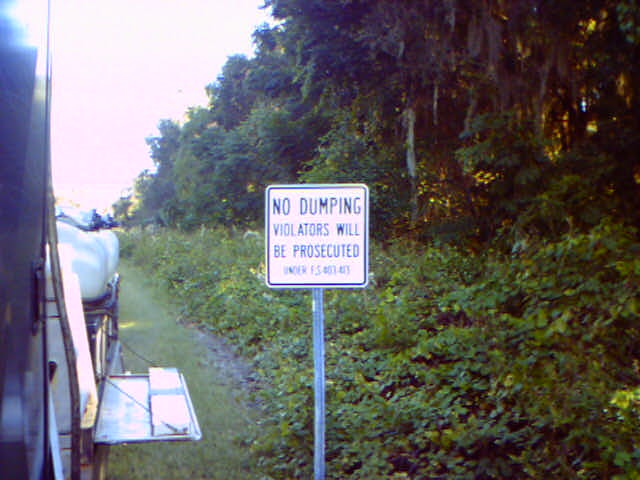 NO DUMPING
VIOLATORS WILL
BE PROSECUTED
UNDER F.S. 403.413